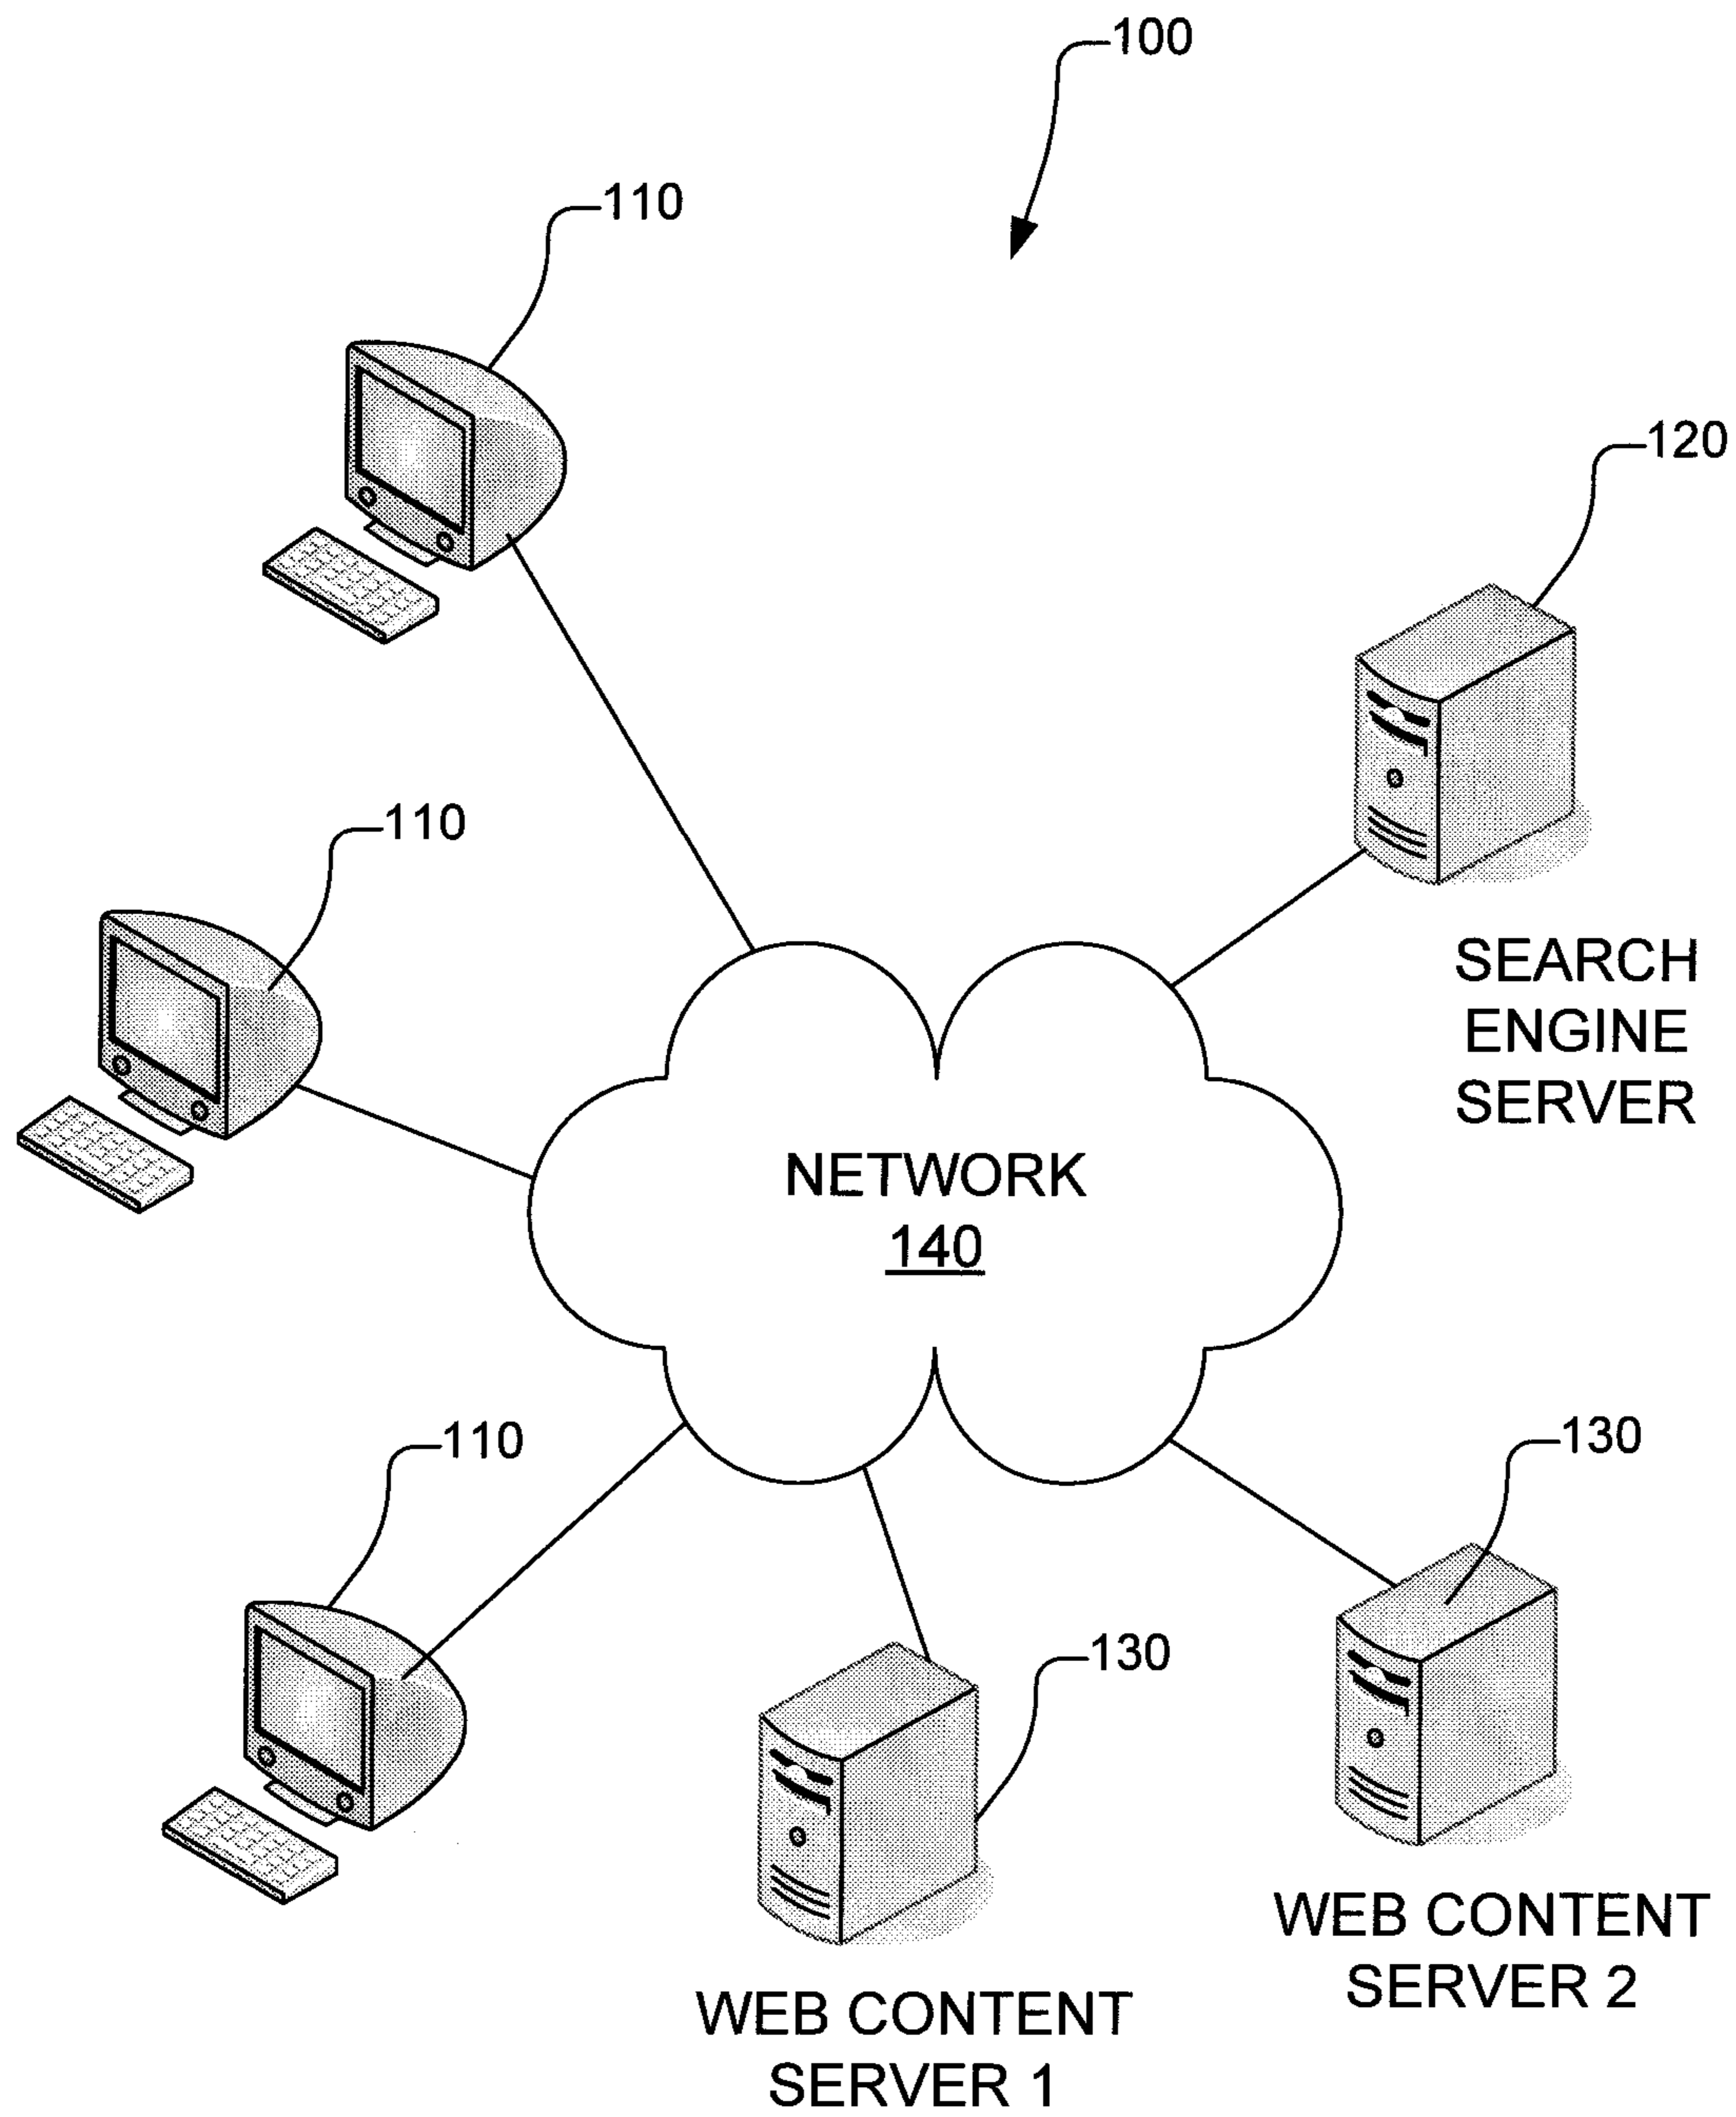 100
110
120
110
SEARCH
ENGINE
SERVER
NETWORK
140
110
130
130
WEB CONTENT
SERVER 2
WEB CONTENT
SERVER 1